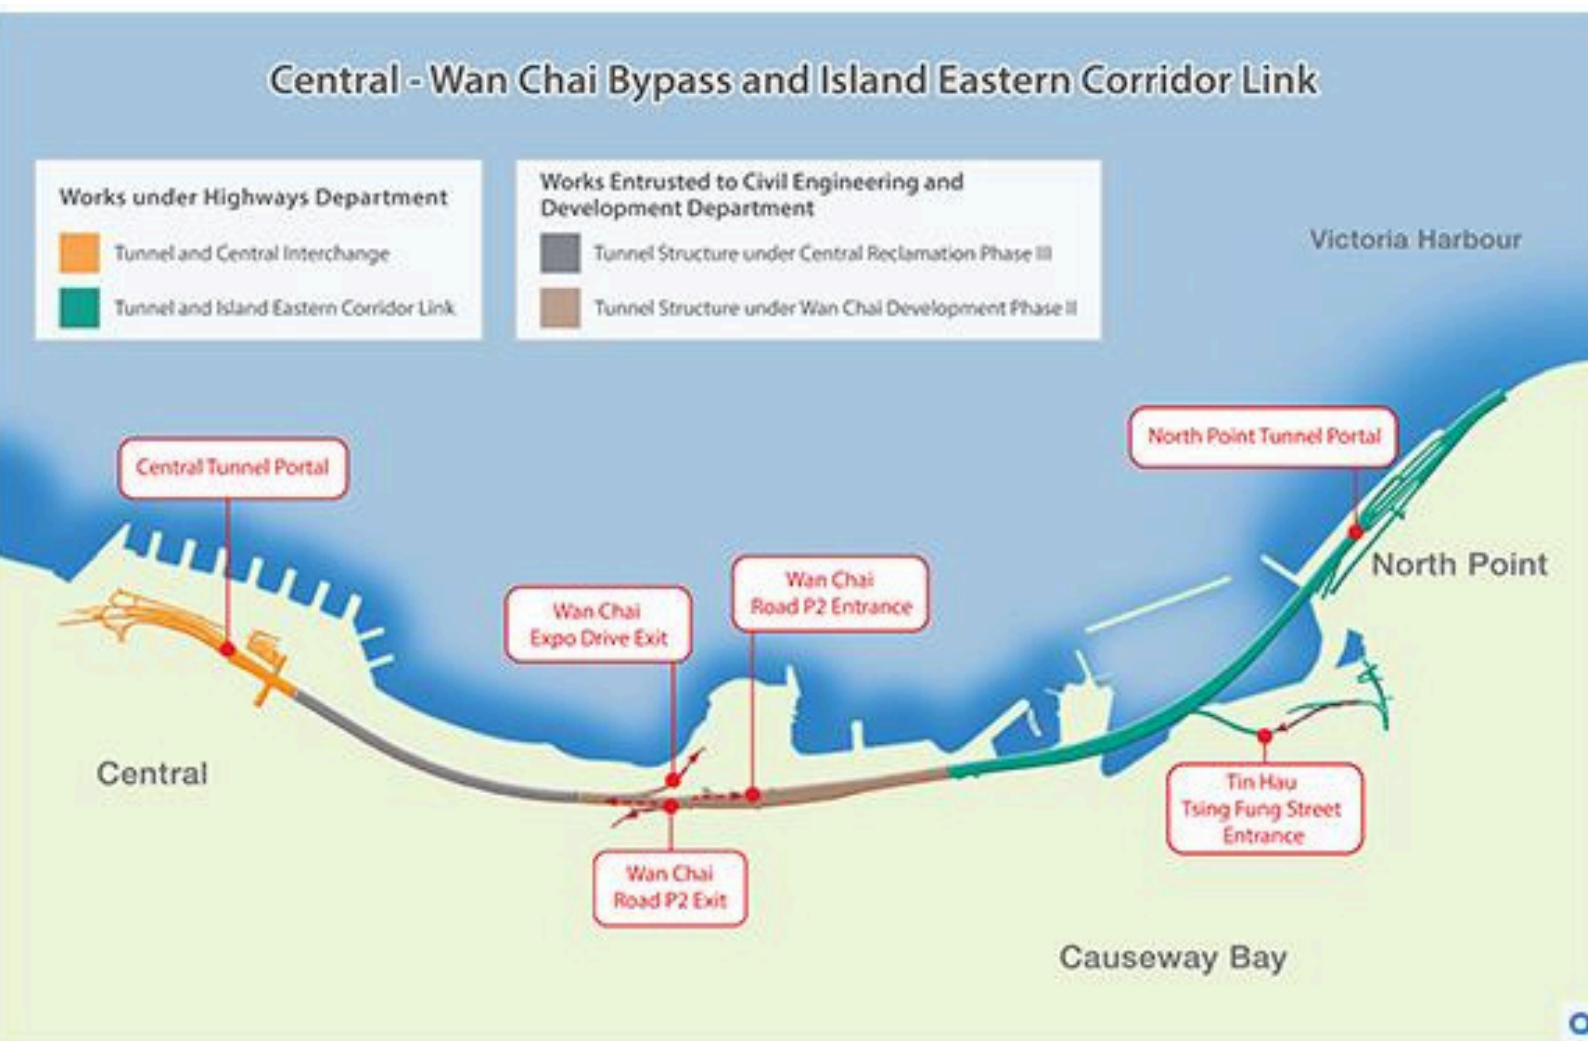 Central - Wan Chai Bypass and Island Eastern Corridor Link
Works under Highways Department
Tunnel and Central Interchange
Tunnel and Island Eastern Corridor Link
Works Entrusted to Civil Engineering and
Development Department
Tunnel Structure under Central Reclamation Phase III
Tunnel Structure under Wan Chai Development Phase II
Victoria Harbour
North Point Tunnel Portal
Central Tunnel Portal
North Point
Wan Chai
Road P2 Entrance
Wan Chai
Expo Drive Exit
Central
Tin Hau
Tsing Fung Street
Entrance
Wan Chai
Road P2 Exit
Causeway Bay